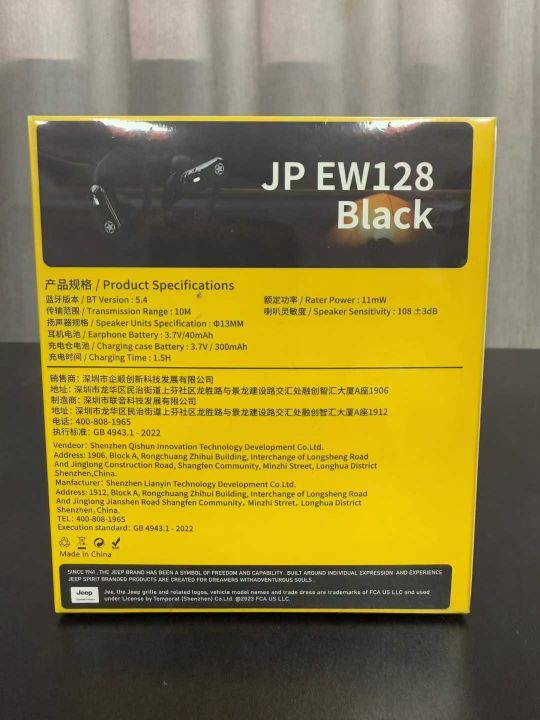 JP EW128
Black
产品规格 / Product Specifications
蓝牙版本 / BT Version : 5.4
传输范围 / Transmission Range : 10M
扬声器规格 / Speaker Units Specification : Φ13MM
耳机电池 / Earphone Battery : 3.7V/40mAh
充电仓电池 / Charging case Battery : 3.7V / 300mAh
充电时间 / Charging Time : 1.5H
额定功率 / Rater Power : 11mW
喇叭灵敏度 / Speaker Sensitivity : 108 ±3dB
销售商: 深圳市企顺创新科技发展有限公司
地址: 深圳市龙华区民治街道上芬社区龙胜路与景龙建设路交汇处融创智汇大厦A座1906
制造商: 深圳市联音科技发展有限公司
地址: 深圳市龙华区民治街道上芬社区龙胜路与景龙建设路交汇处融创智汇大厦A座1912
电话: 400-808-1965
执行标准: GB 4943.1 - 2022
Vendeor: Shenzhen Qishun Innovation Technology Development Co.Ltd.
Address: 1906, Block A, Rongchuang Zhihui Building, Interchange of Longsheng Road
And Jinglong Construction Road, Shangfen Community, Minzhi Street, Longhua District
Shenzhen,China.
Manfacturer: Shenzhen Lianyin Technology Development Co.Ltd.
Address: 1912, Block A, Rongchuang Zhihui Building, Interchange of Longsheng Road
And Jinglong Jianshen Road Shangfen Community, Minzhi Street, Longhua District
Shenzhen, China.
TEL: 400-808-1965
Execution standard: GB 4943.1 - 2022
Made in China
SINCE 1941 , THE JEEP BRAND HAS BEEN A SYMBOL OF FREEDOM AND CAPABILITY . BUILT AROUND INDIVIDUAL EXPRESSION AND EXPERIENCE
JEEP SPIRIT BRANDED PRODUCTS ARE CREATED FOR DREAMERS WITHADVENTUROUS SOULS .
Jeep
Jee, the Jeep grille and related logos, vehicle model names and trade dress are trademarks of FCA US LLC and used
under License by Temporal (Shenzhen) Co.Ltd. @2023 FCA US LLC